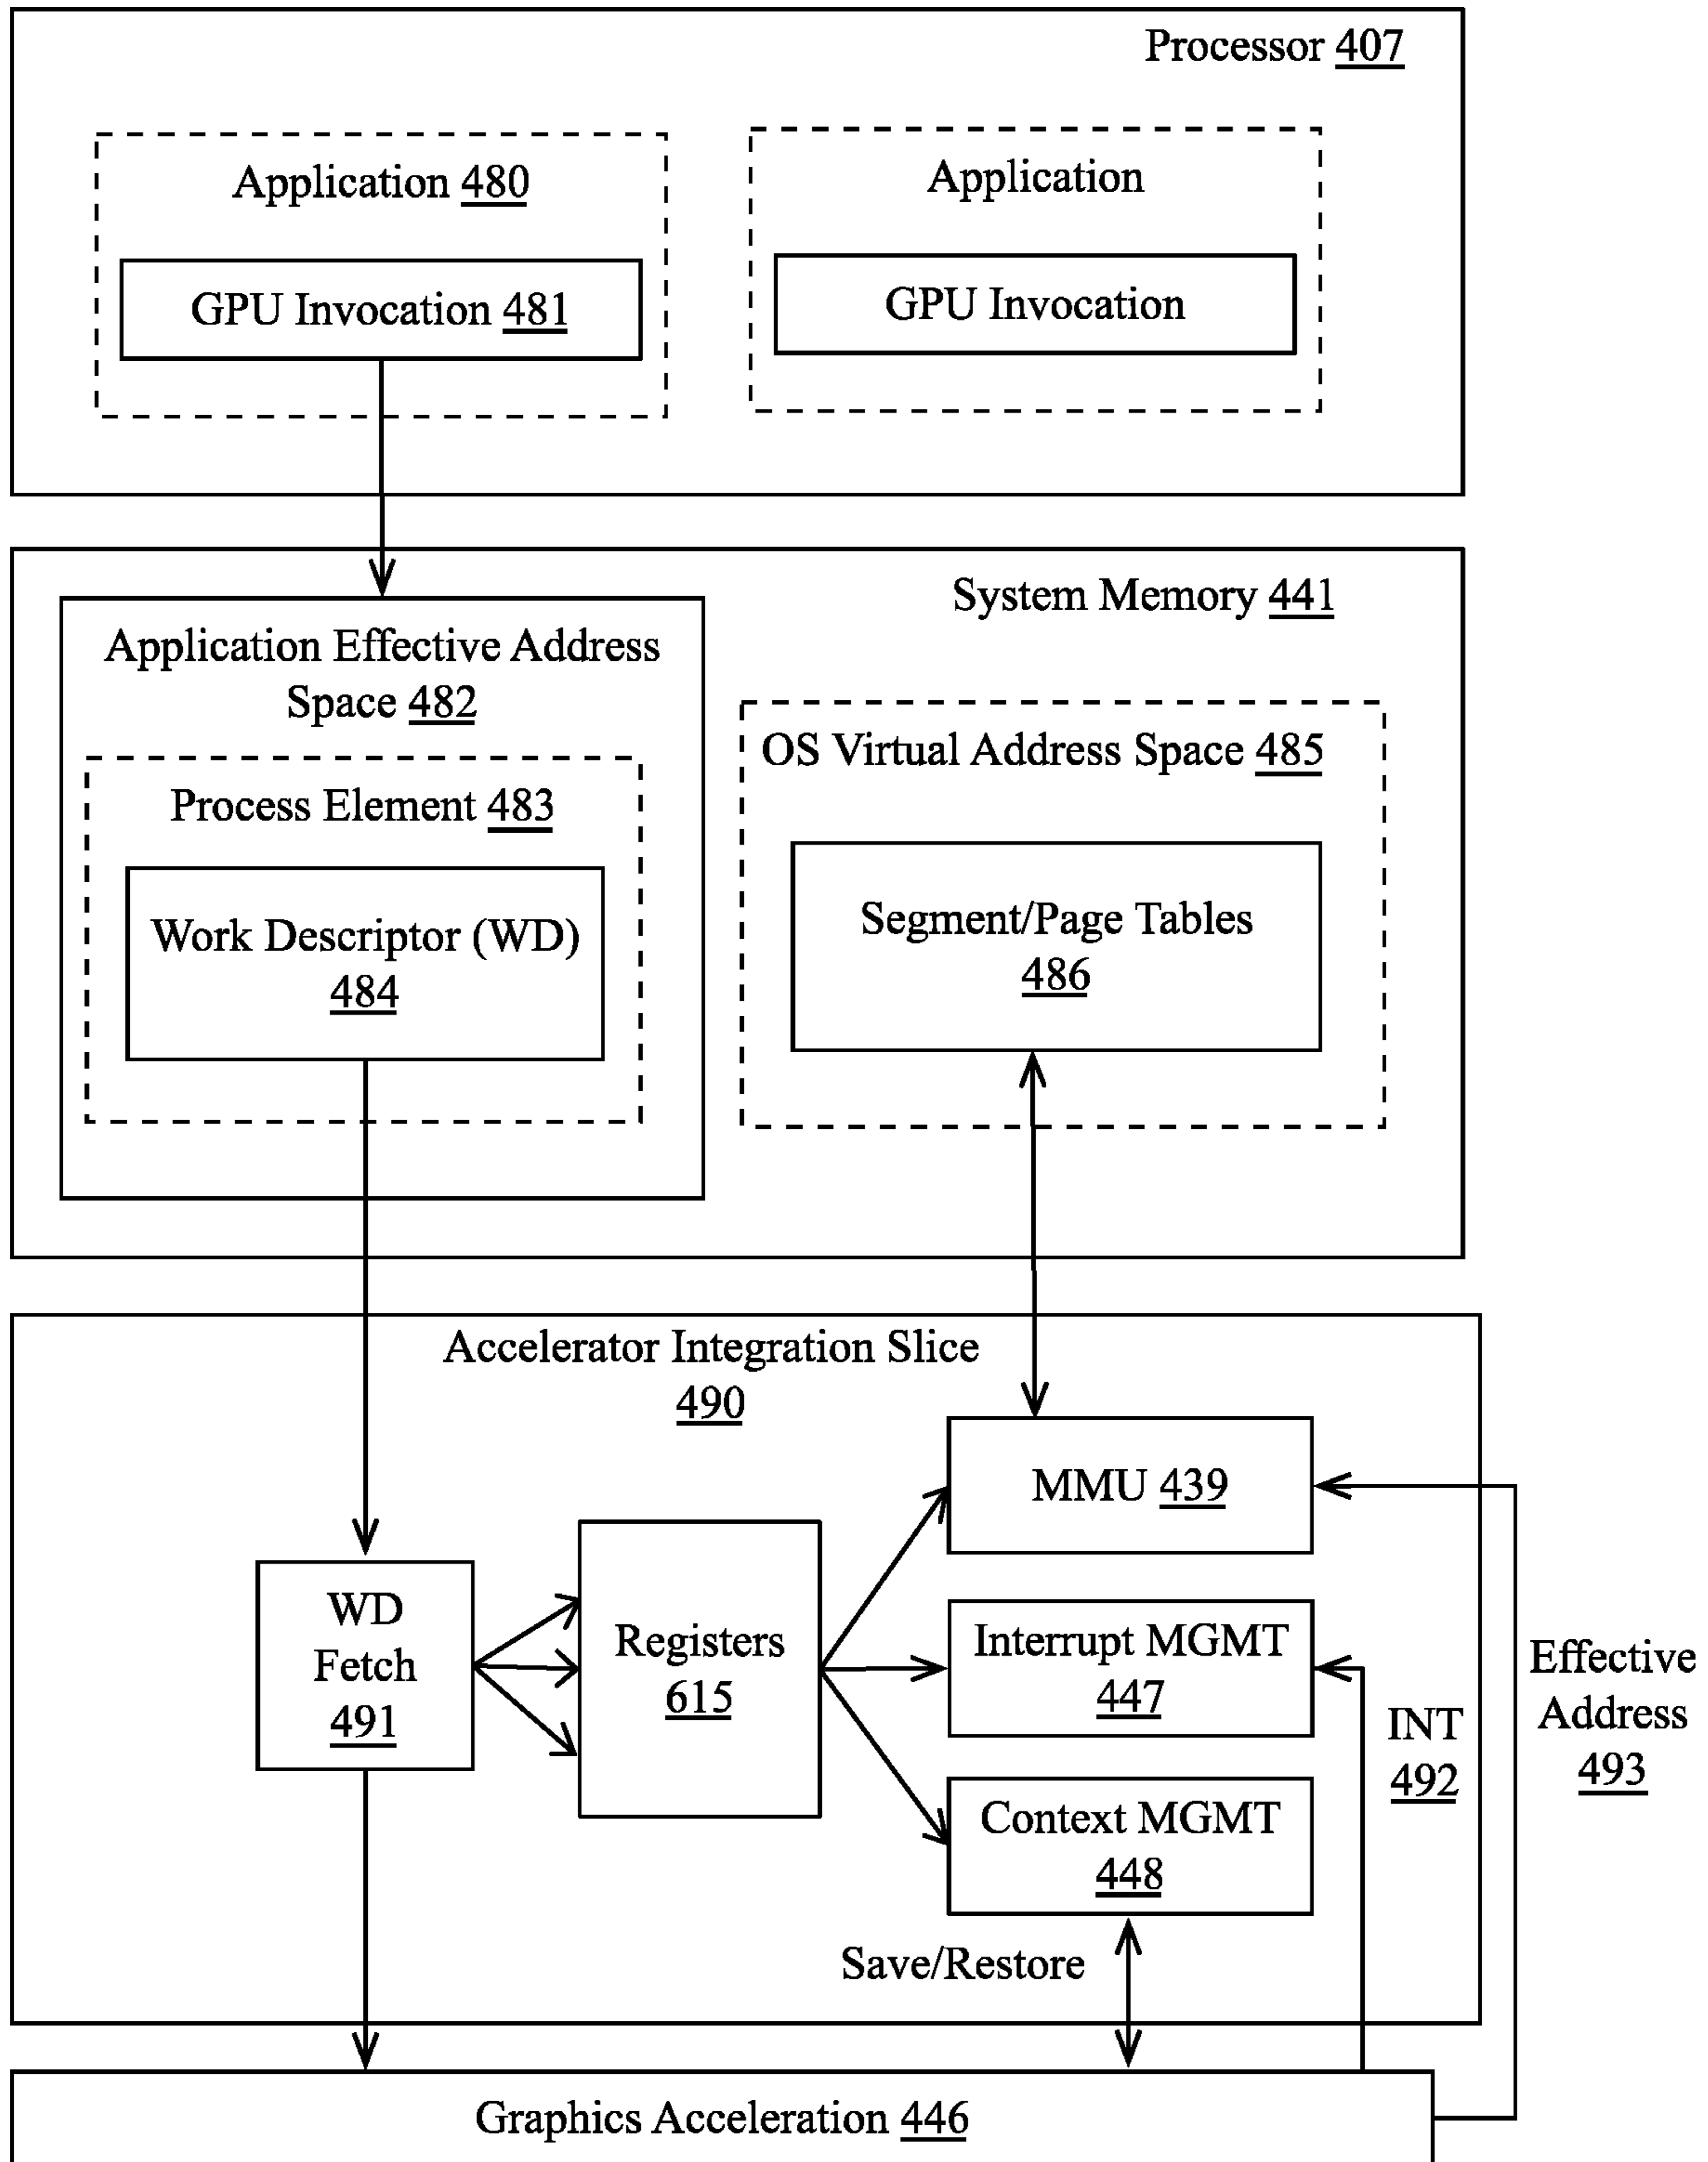 Processor 407
Application 480
Application
GPU Invocation 481
GPU Invocation
System Memory 441
Application Effective Address
Space 482
OS Virtual Address Space 485
Process Element 483
Work Descriptor (WD)
484
Segment/Page Tables
486
Accelerator Integration Slice
490
MMU 439
WD
Fetch
491
Registers
615
Interrupt MGMT
447
Context MGMT
448
INT
492
Effective
Address
493
Save/Restore
Graphics Acceleration 446